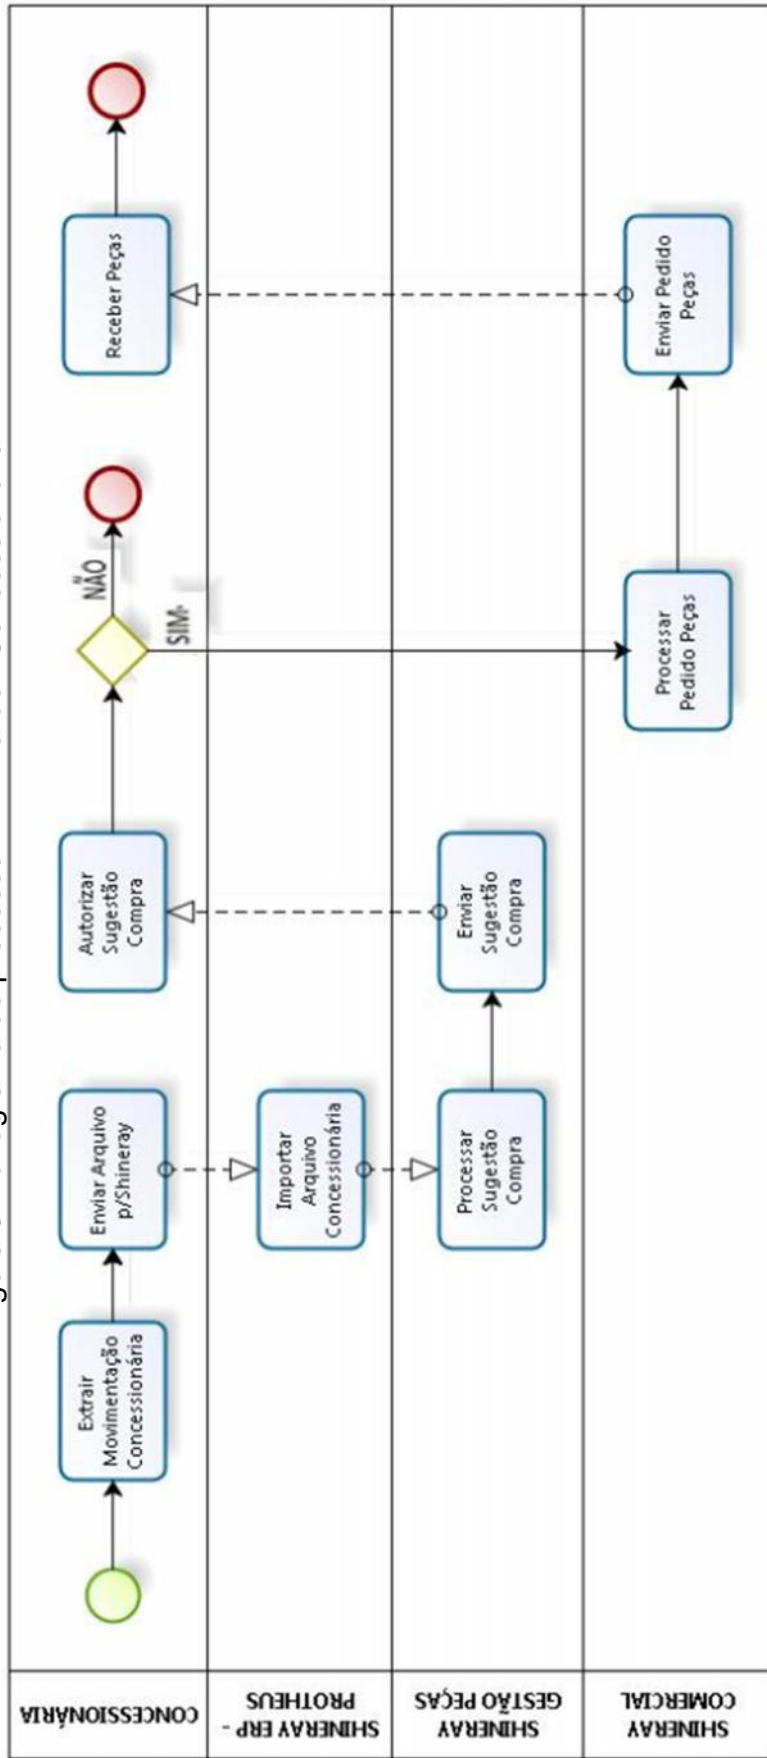 CONCESSIONÁRIA
Extrair
Movimentação
Concessionária
Enviar Arquivo
p/Shineray
Autorizar
Sugestão
Compra
NÃO
SIM
Receber Peças
SHINERAY ERP -
PROTHEUS
Importar
Arquivo
Concessionária
SHINERAY
GESTÃO PEÇAS
Processar
Sugestão
Compra
Enviar
Sugestão
Compra
SHINERAY
COMERCIAL
Processar
Pedido Peças
Enviar Pedido
Peças